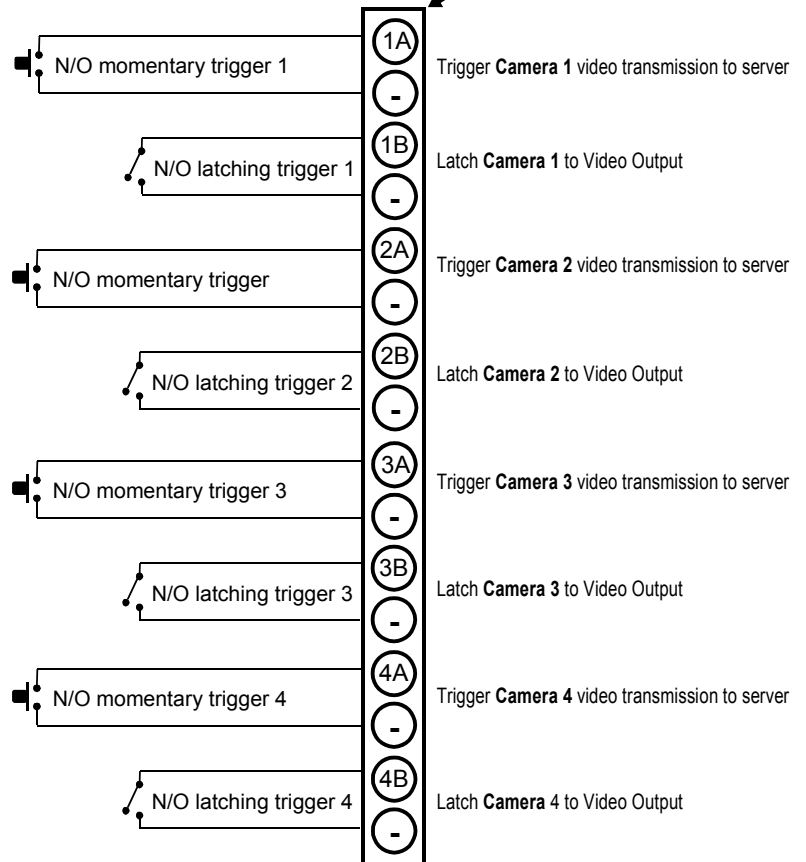 1A
N/O momentary trigger 1
Trigger Camera 1 video transmission to server
-
1B
N/O latching trigger 1
Latch Camera 1 to Video Output
-
2A
N/O momentary trigger
Trigger Camera 2 video transmission to server
-
2B
N/O latching trigger 2
Latch Camera 2 to Video Output
-
3A
N/O momentary trigger 3
Trigger Camera 3 video transmission to server
-
3B
N/O latching trigger 3
Latch Camera 3 to Video Output
-
4A
N/O momentary trigger 4
Trigger Camera 4 video transmission to server
-
4B
N/O latching trigger 4
Latch Camera 4 to Video Output
-